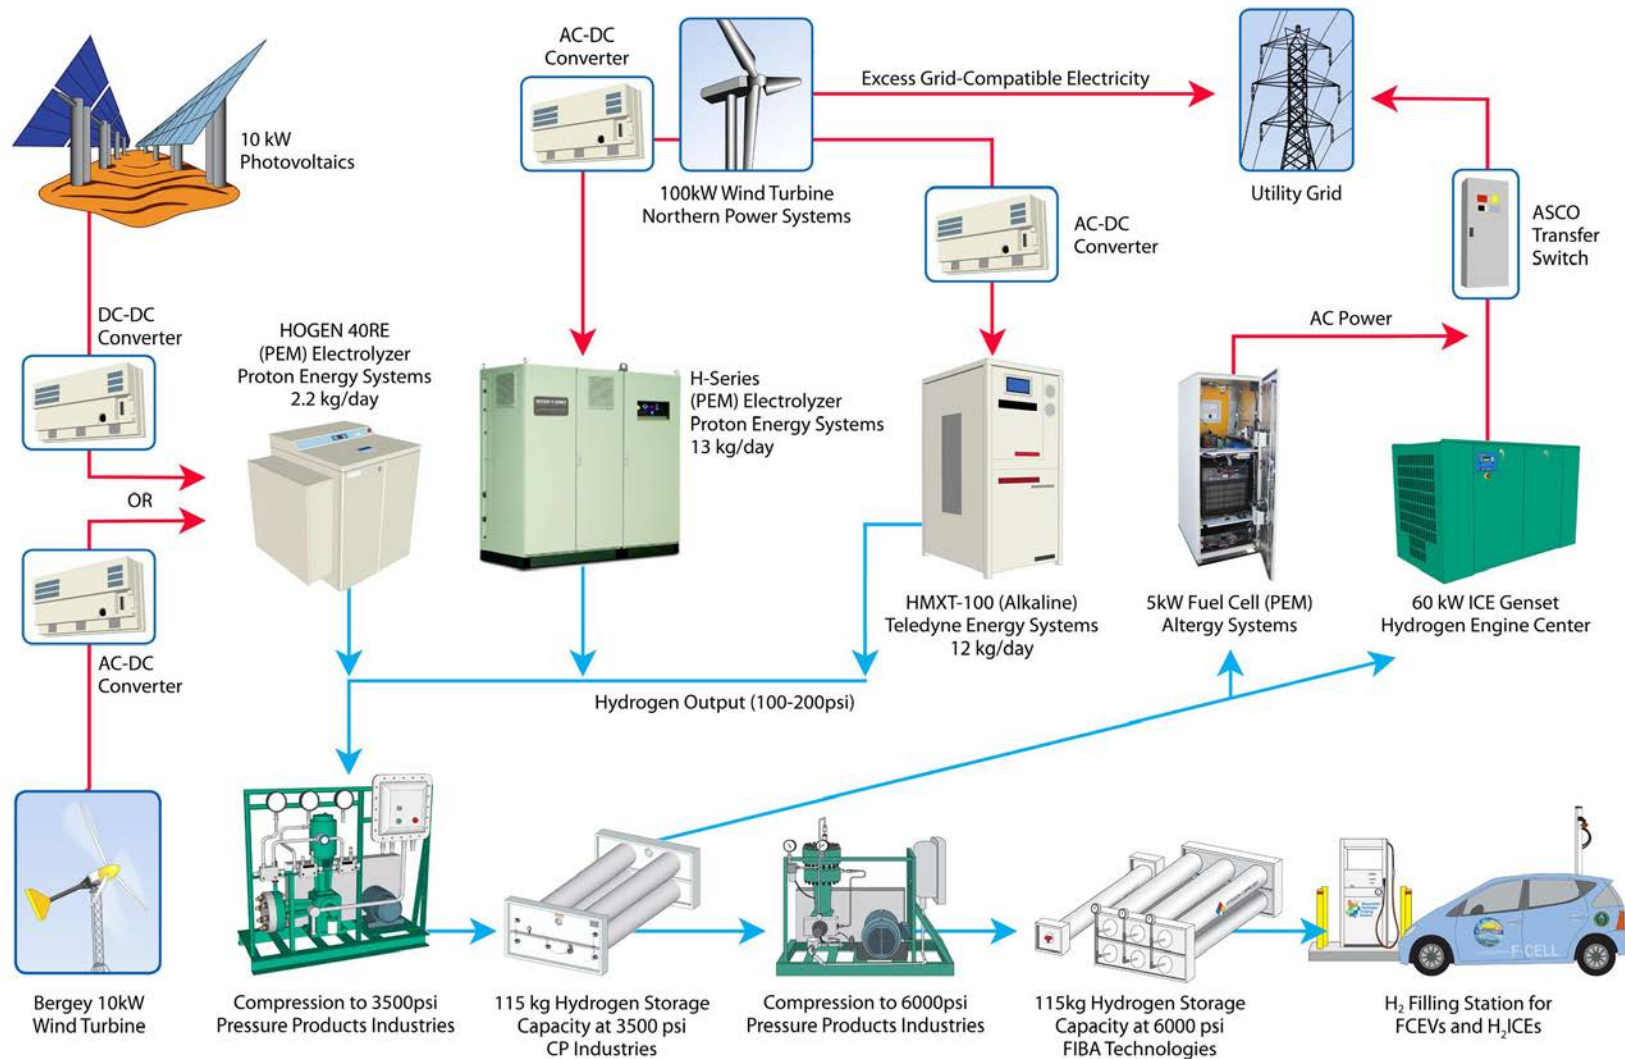 AC-DC
Converter
Excess Grid-Compatible Electricity
10 kW
Photovoltaics
100kW Wind Turbine
Northern Power Systems
Utility Grid
AC-DC
Converter
ASCO
Transfer
Switch
DC-DC
Converter
HOGEN 40RE
(PEM) Electrolyzer
Proton Energy Systems
2.2 kg/day
H-Series
(PEM) Electrolyzer
Proton Energy Systems
13 kg/day
AC Power
OR
AC-DC
Converter
HMXT-100 (Alkaline)
Teledyne Energy Systems
12 kg/day
5kW Fuel Cell (PEM)
Altergy Systems
60 kW ICE Genset
Hydrogen Engine Center
Hydrogen Output (100-200psi)
F CELL
Bergey 10kW
Wind Turbine
Compression to 3500psi
Pressure Products Industries
115 kg Hydrogen Storage
Capacity at 3500 psi
CP Industries
Compression to 6000psi
Pressure Products Industries
115kg Hydrogen Storage
Capacity at 6000 psi
FIBA Technologies
H₂ Filling Station for
FCEVs and H₂ICEs